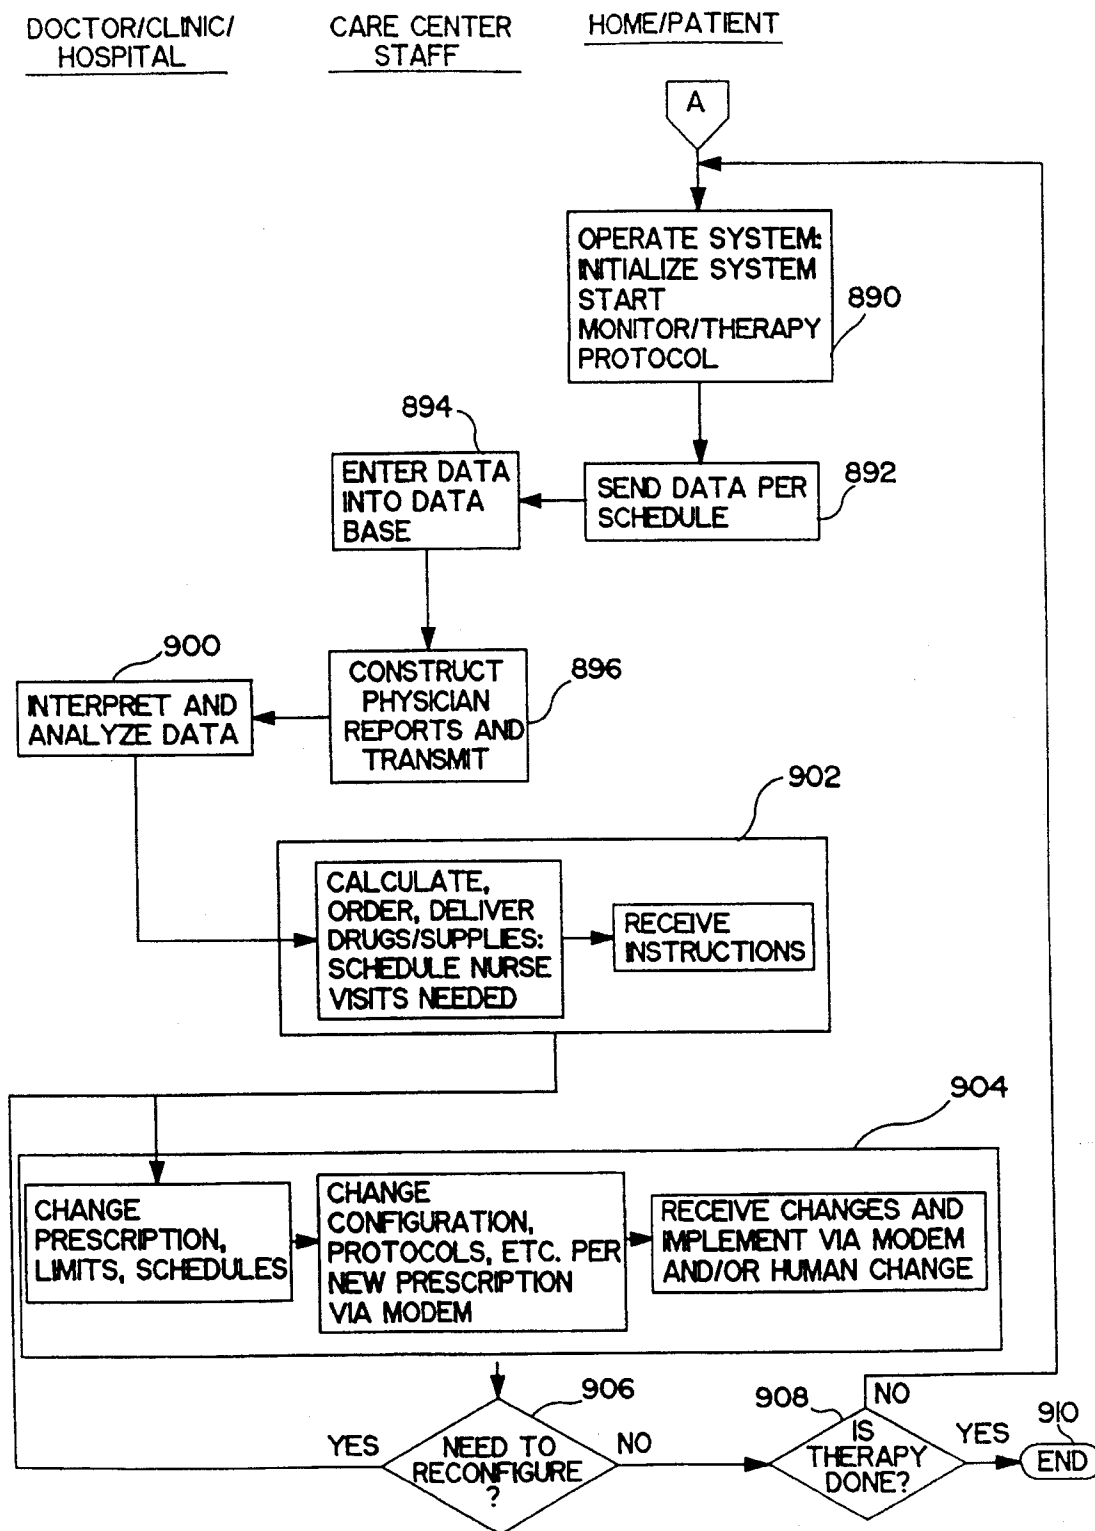 DOCTOR/CLINIC/
HOSPITAL
CARE CENTER
STAFF
HOME/PATIENT
A
OPERATE SYSTEM:
INITIALIZE SYSTEM
START
MONITOR/THERAPY
PROTOCOL
890
894
ENTER DATA
INTO DATA
BASE
SEND DATA PER
SCHEDULE
892
900
INTERPRET AND
ANALYZE DATA
CONSTRUCT
PHYSICIAN
REPORTS AND
TRANSMIT
896
902
CALCULATE,
ORDER, DELIVER
DRUGS/SUPPLIES:
SCHEDULE NURSE
VISITS NEEDED
RECEIVE
INSTRUCTIONS
904
CHANGE
PRESCRIPTION,
LIMITS, SCHEDULES
CHANGE
CONFIGURATION,
PROTOCOLS, ETC. PER
NEW PRESCRIPTION
VIA MODEM
RECEIVE CHANGES AND
IMPLEMENT VIA MODEM
AND/OR HUMAN CHANGE
906
YES
NEED TO
RECONFIGURE
?
NO
908
NO
IS
THERAPY
DONE?
YES
910
END